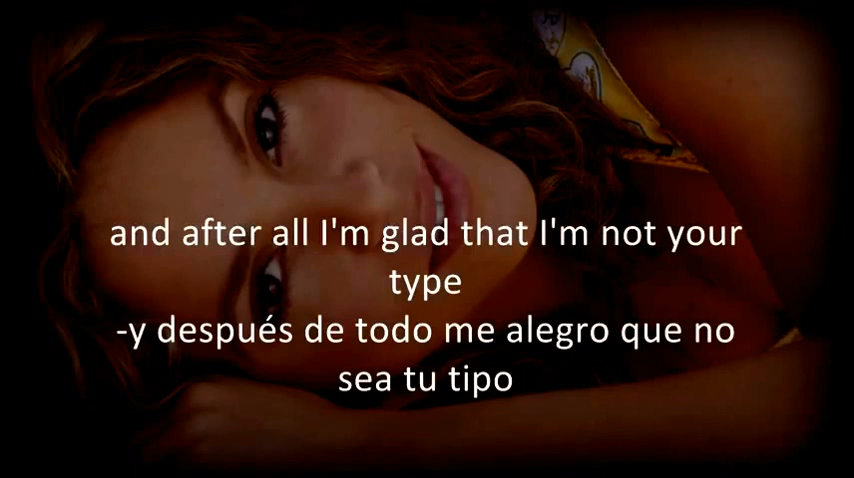 and after all I'm glad that I'm not your
type
-y después de todo me alegro que no
sea tu tipo